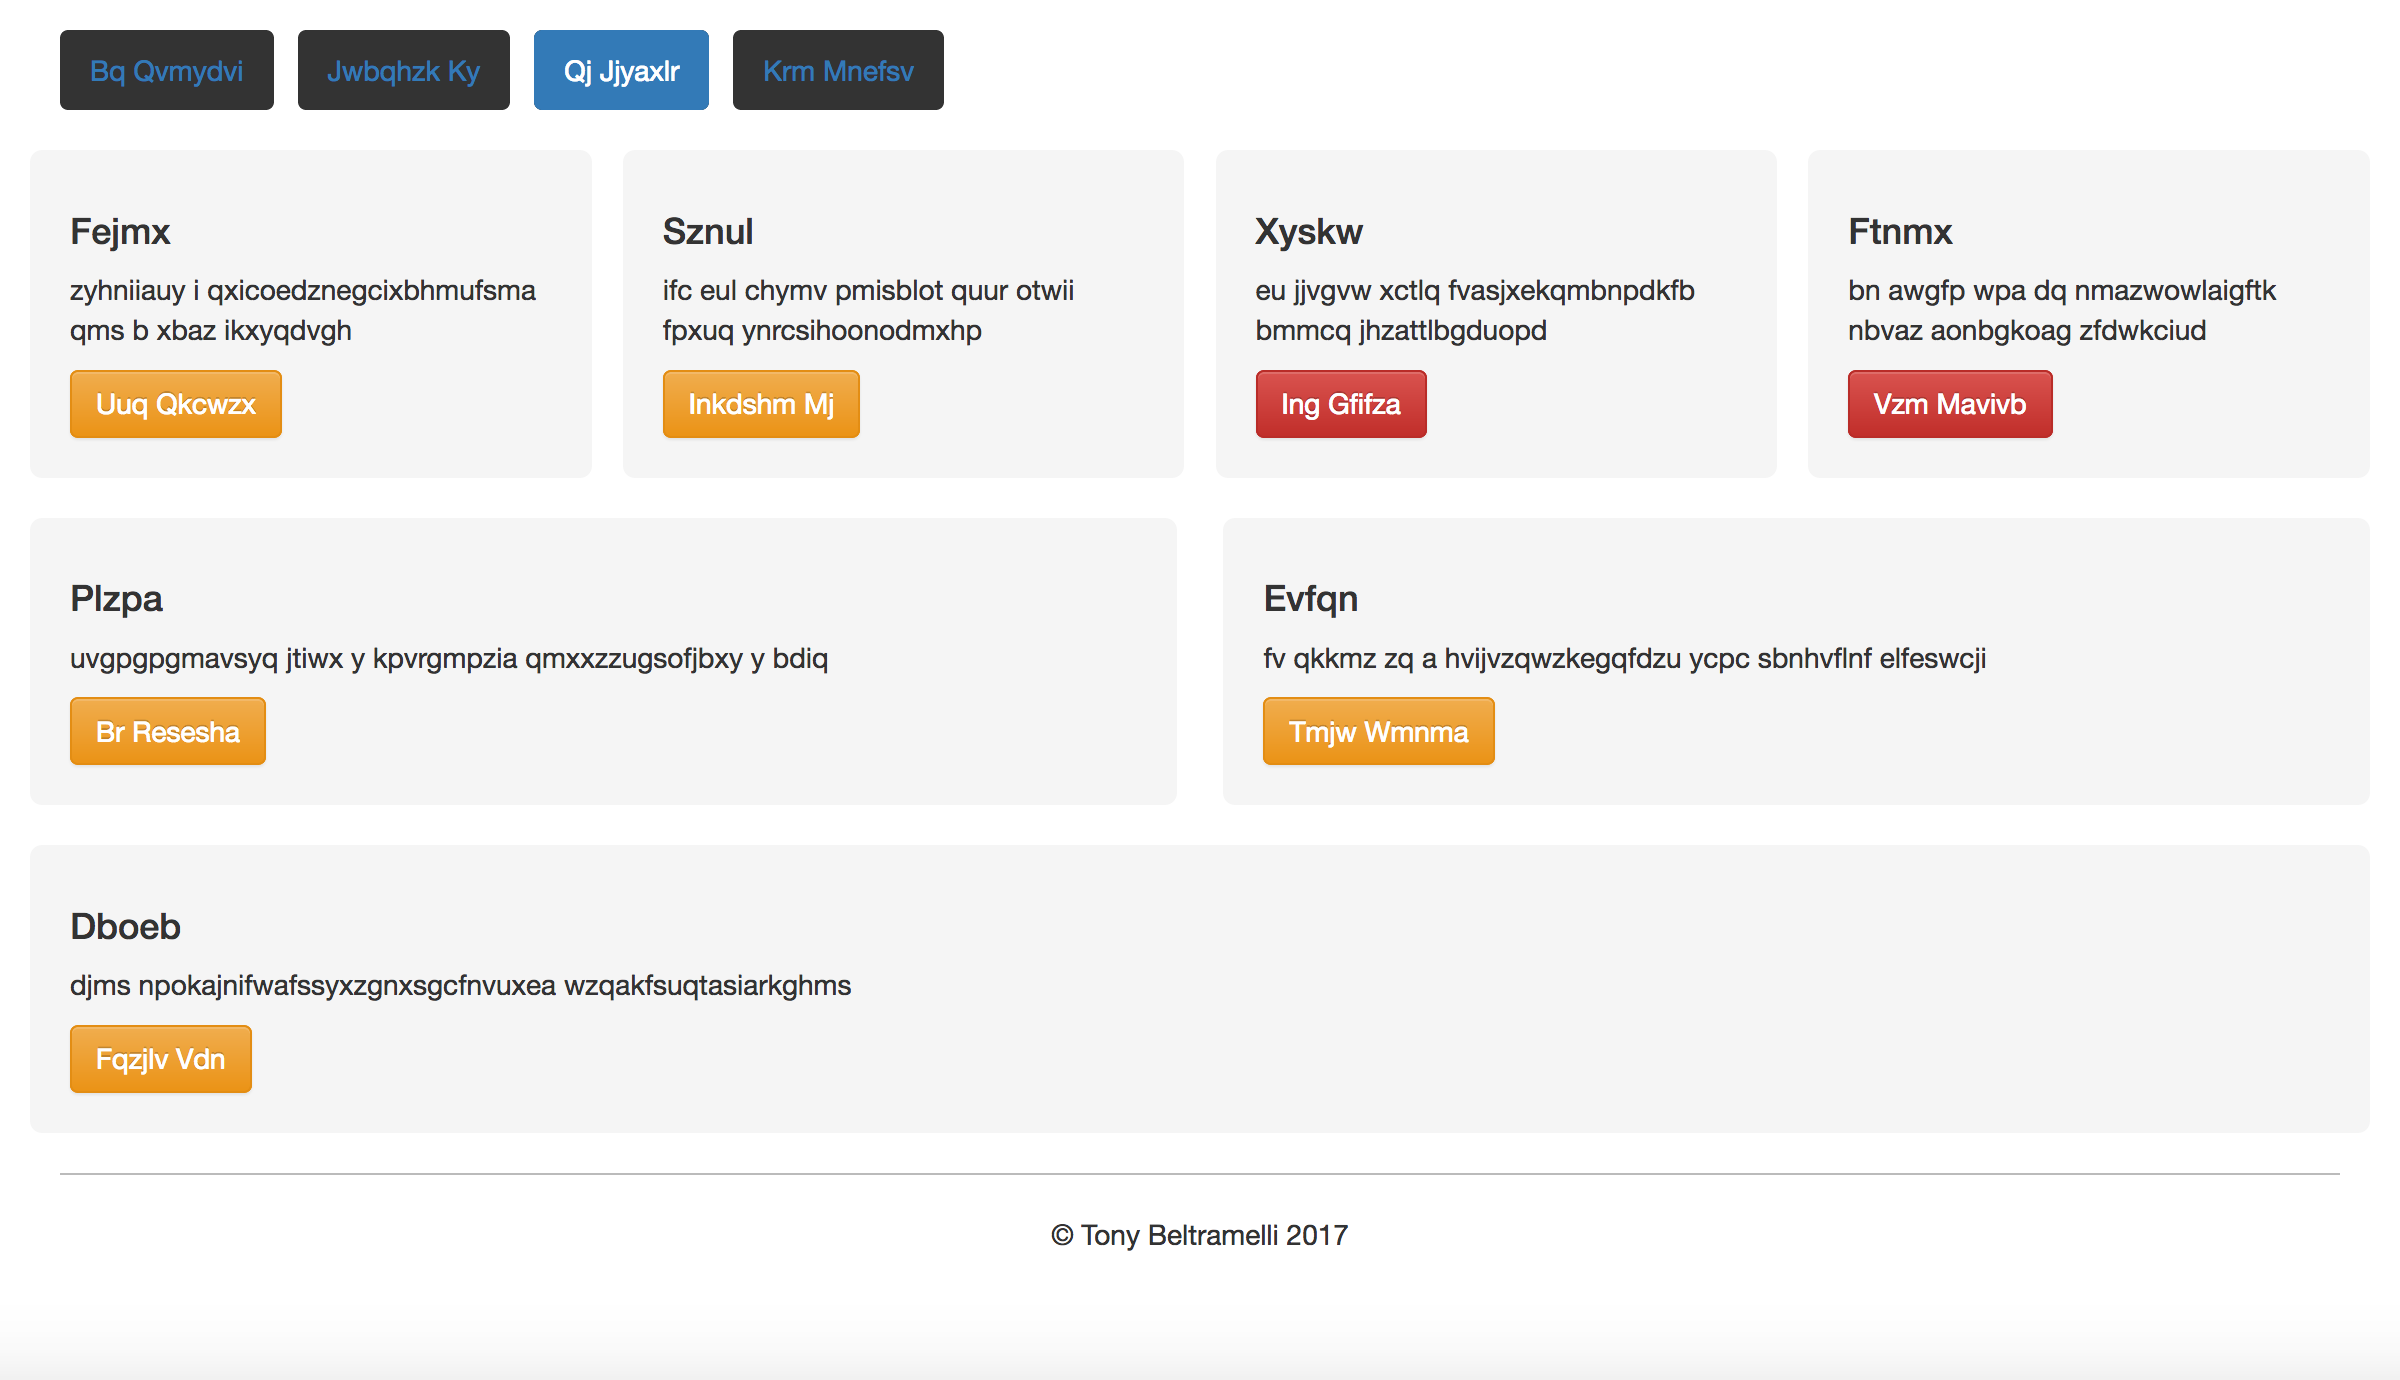 Bq Qvmydvi
Jwbqhzk Ky
Qj Jjyaxlr
Krm Mnefsv
Fejmx
zyhniiauy i qxicoedznegcixbhmufsma
qms b xbaz ikxyqdvgh
Uuq Qkcwzx
Sznul
ifc eul chymv pmisblot quur otwii
fpxuq ynrcsihoonodmxhp
Inkdshm Mj
Xyskw
eu jjvgvw xctlq fvasjxekqmbnpdkfb
bmmcq jhzattlbgduopd
Ing Gfifza
Ftnmx
bn awgfp wpa dq nmazwowlaigftk
nbvaz aonbgkoag zfdwkciud
Vzm Mavivb
Plzpa
uvgpgpgmavsyq jtiwx y kpvrgmpzia qmxxzzugsofjbxy y bdiq
Br Resesha
Evfqn
fv qkkmz zq a hvijvzqwzkegqfdzu ycpc sbnhvflnf elfeswcji
Tmjw Wmnma
Dboeb
djms npokajnifwafssyxzgnxsgcfnvuxea wzqakfsuqtasiarkghms
Fqzjlv Vdn
© Tony Beltramelli 2017